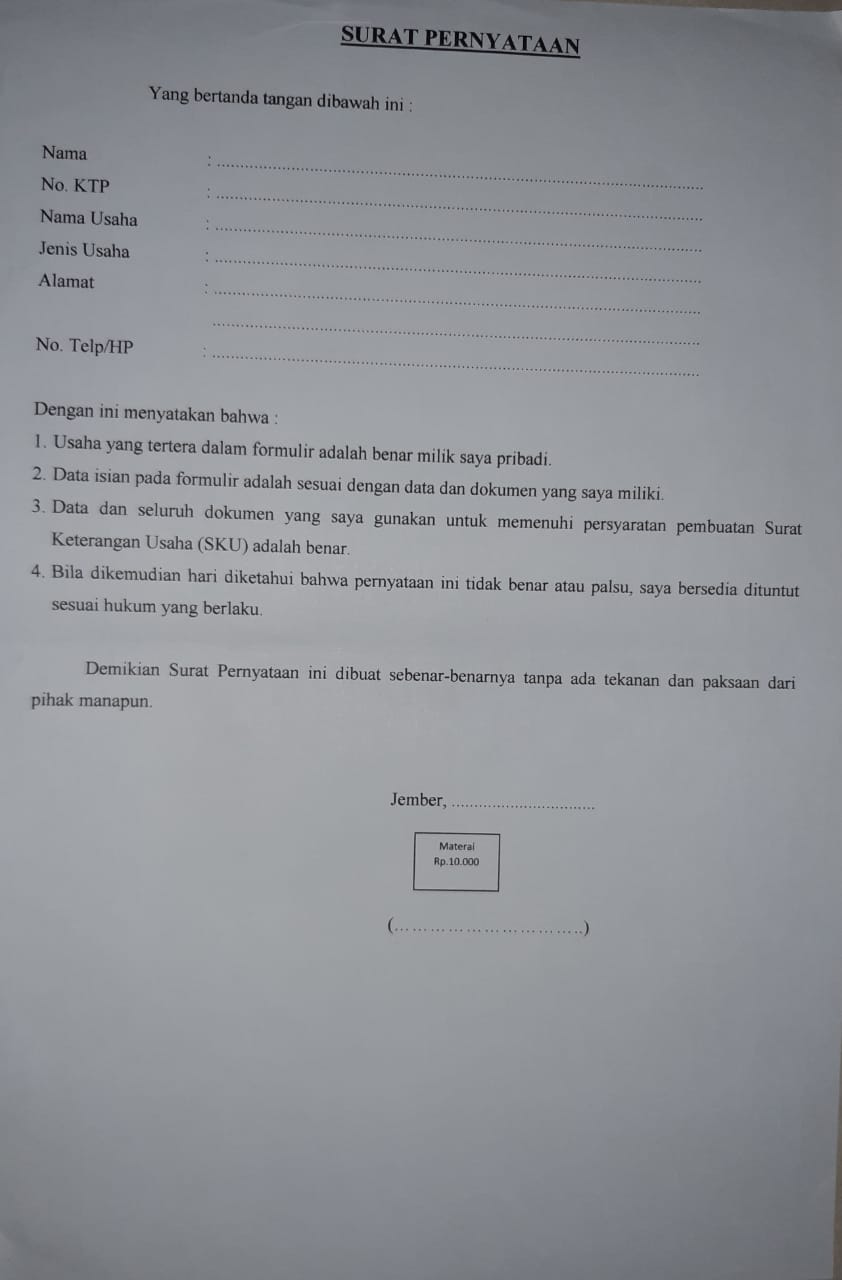 SURAT PERNYATAAN
Yang bertanda tangan dibawah ini :
Nama : ................................................................
No. KTP : ................................................................
Nama Usaha : ................................................................
Jenis Usaha : ................................................................
Alamat : ................................................................
................................................................
No. Telp/HP : ................................................................
Dengan ini menyatakan bahwa :
1. Usaha yang tertera dalam formulir adalah benar milik saya pribadi.
2. Data isian pada formulir adalah sesuai dengan data dan dokumen yang saya miliki.
3. Data dan seluruh dokumen yang saya gunakan untuk memenuhi persyaratan pembuatan Surat
Keterangan Usaha (SKU) adalah benar.
4. Bila dikemudian hari diketahui bahwa pernyataan ini tidak benar atau palsu, saya bersedia dituntut
sesuai hukum yang berlaku.
Demikian Surat Pernyataan ini dibuat sebenar-benarnya tanpa ada tekanan dan paksaan dari
pihak manapun.
Jember, ................................
Materai
Rp.10.000
(................................)